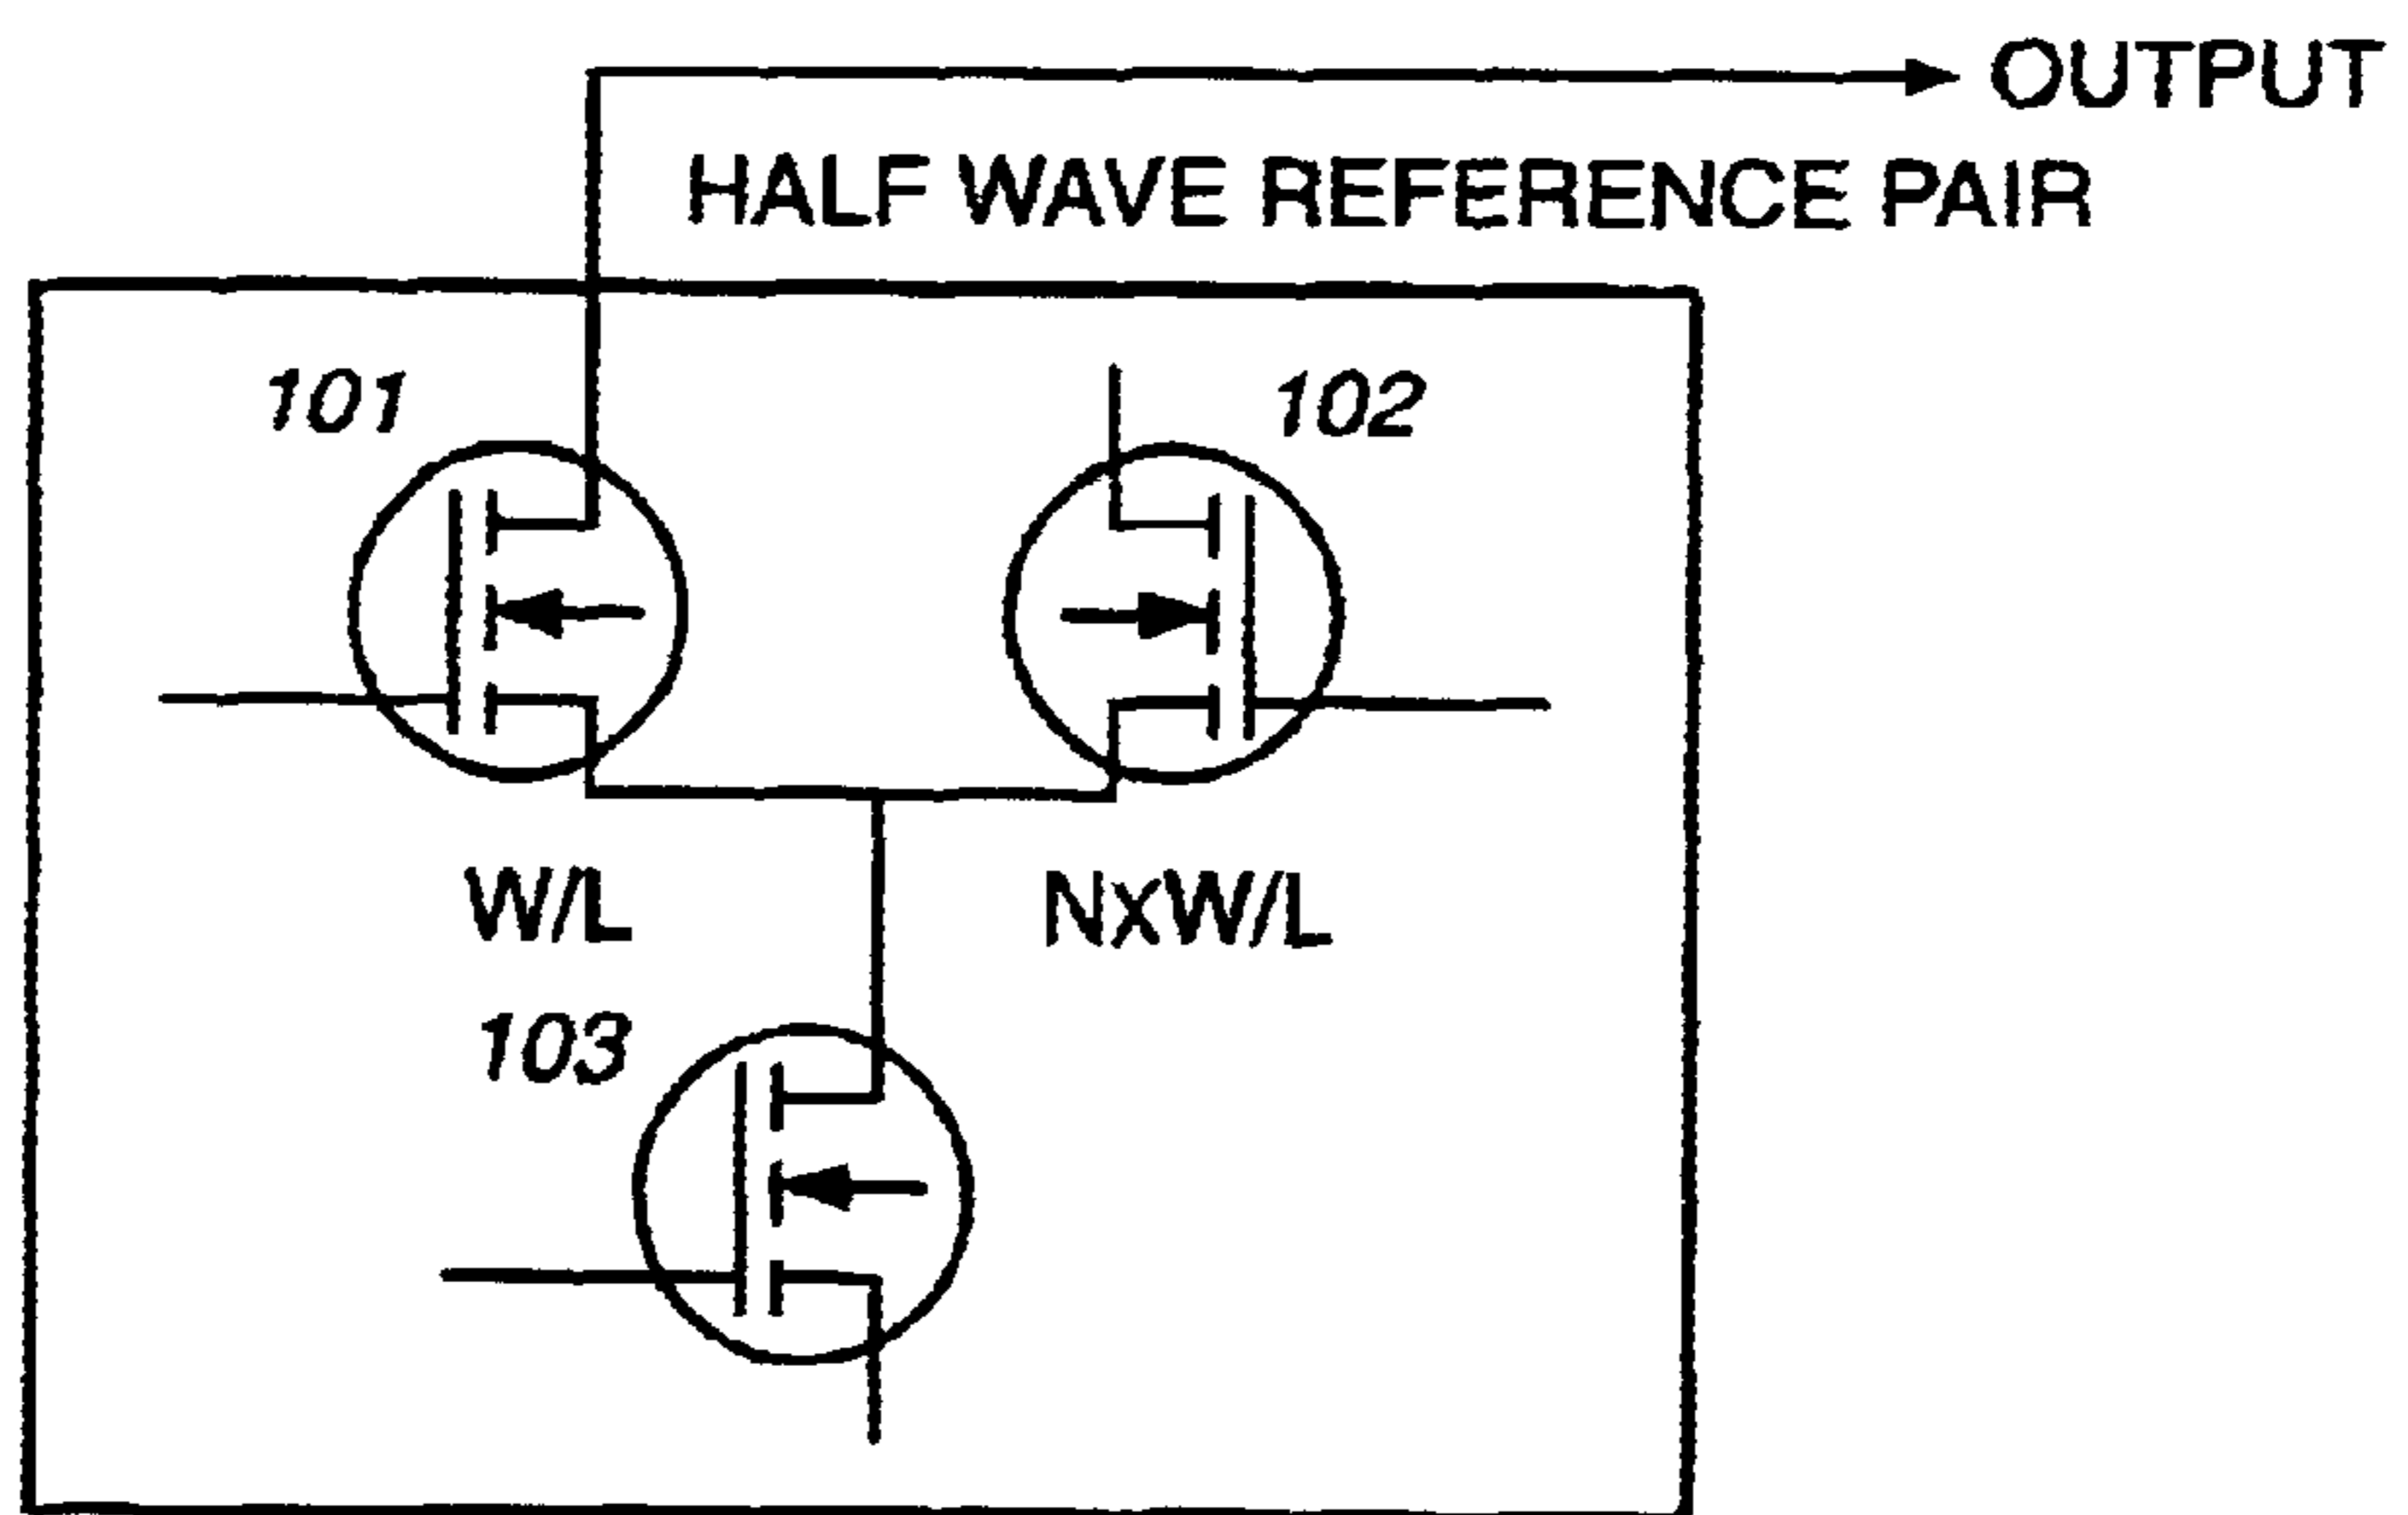 OUTPUT
HALF WAVE REFERENCE PAIR
101
102
W/L
NxW/L
103